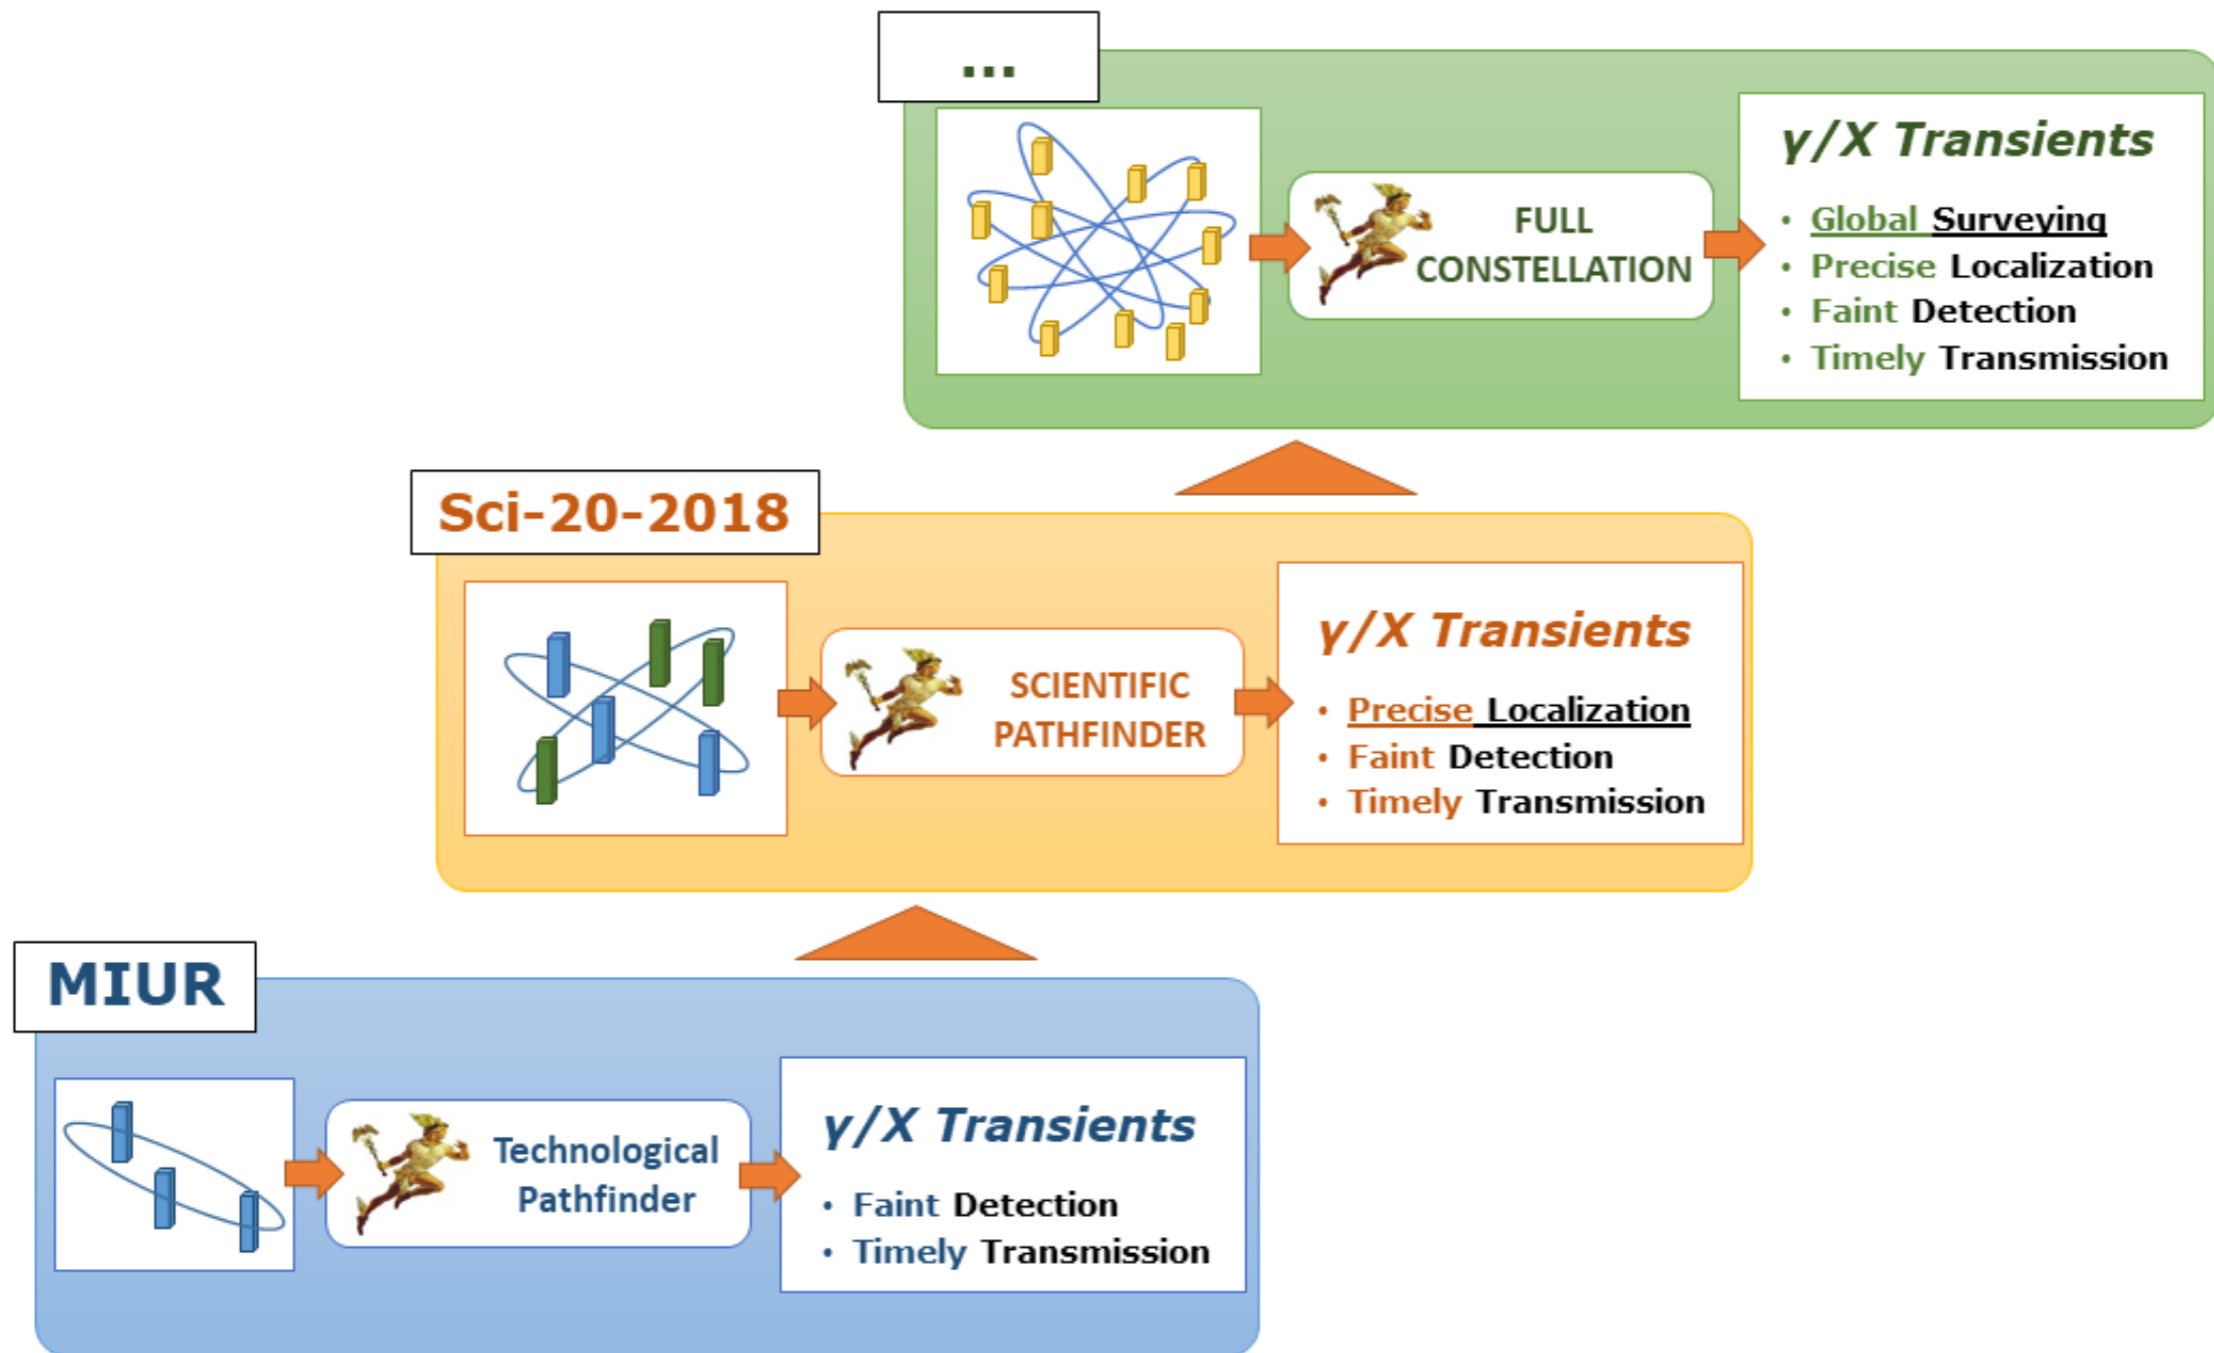 ...
γ/X Transients
• Global Surveying
• Precise Localization
• Faint Detection
• Timely Transmission
FULL
CONSTELLATION
Sci-20-2018
SCIENTIFIC
PATHFINDER
γ/X Transients
• Precise Localization
• Faint Detection
• Timely Transmission
MIUR
Technological
Pathfinder
γ/X Transients
• Faint Detection
• Timely Transmission